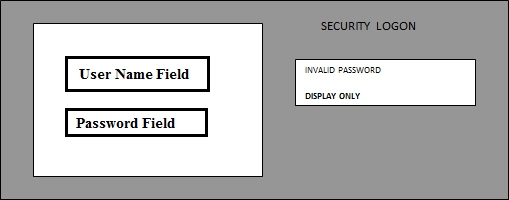 SECURITY LOGON
User Name Field
Password Field
INVALID PASSWORD
DISPLAY ONLY